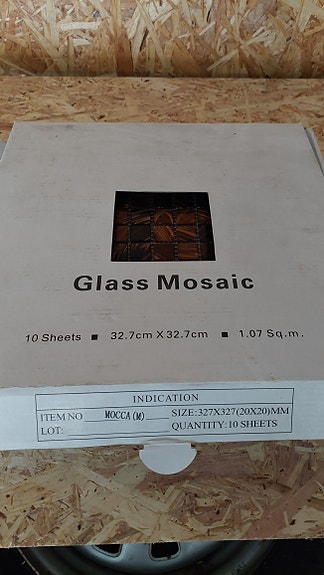 Glass Mosaic
10 Sheets ■ 32.7cm X 32.7cm ■ 1.07 Sq.m.
INDICATION
ITEM NO MOCCA (M) SIZE:327X327(20X20)MM
LOT: QUANTITY:10 SHEETS